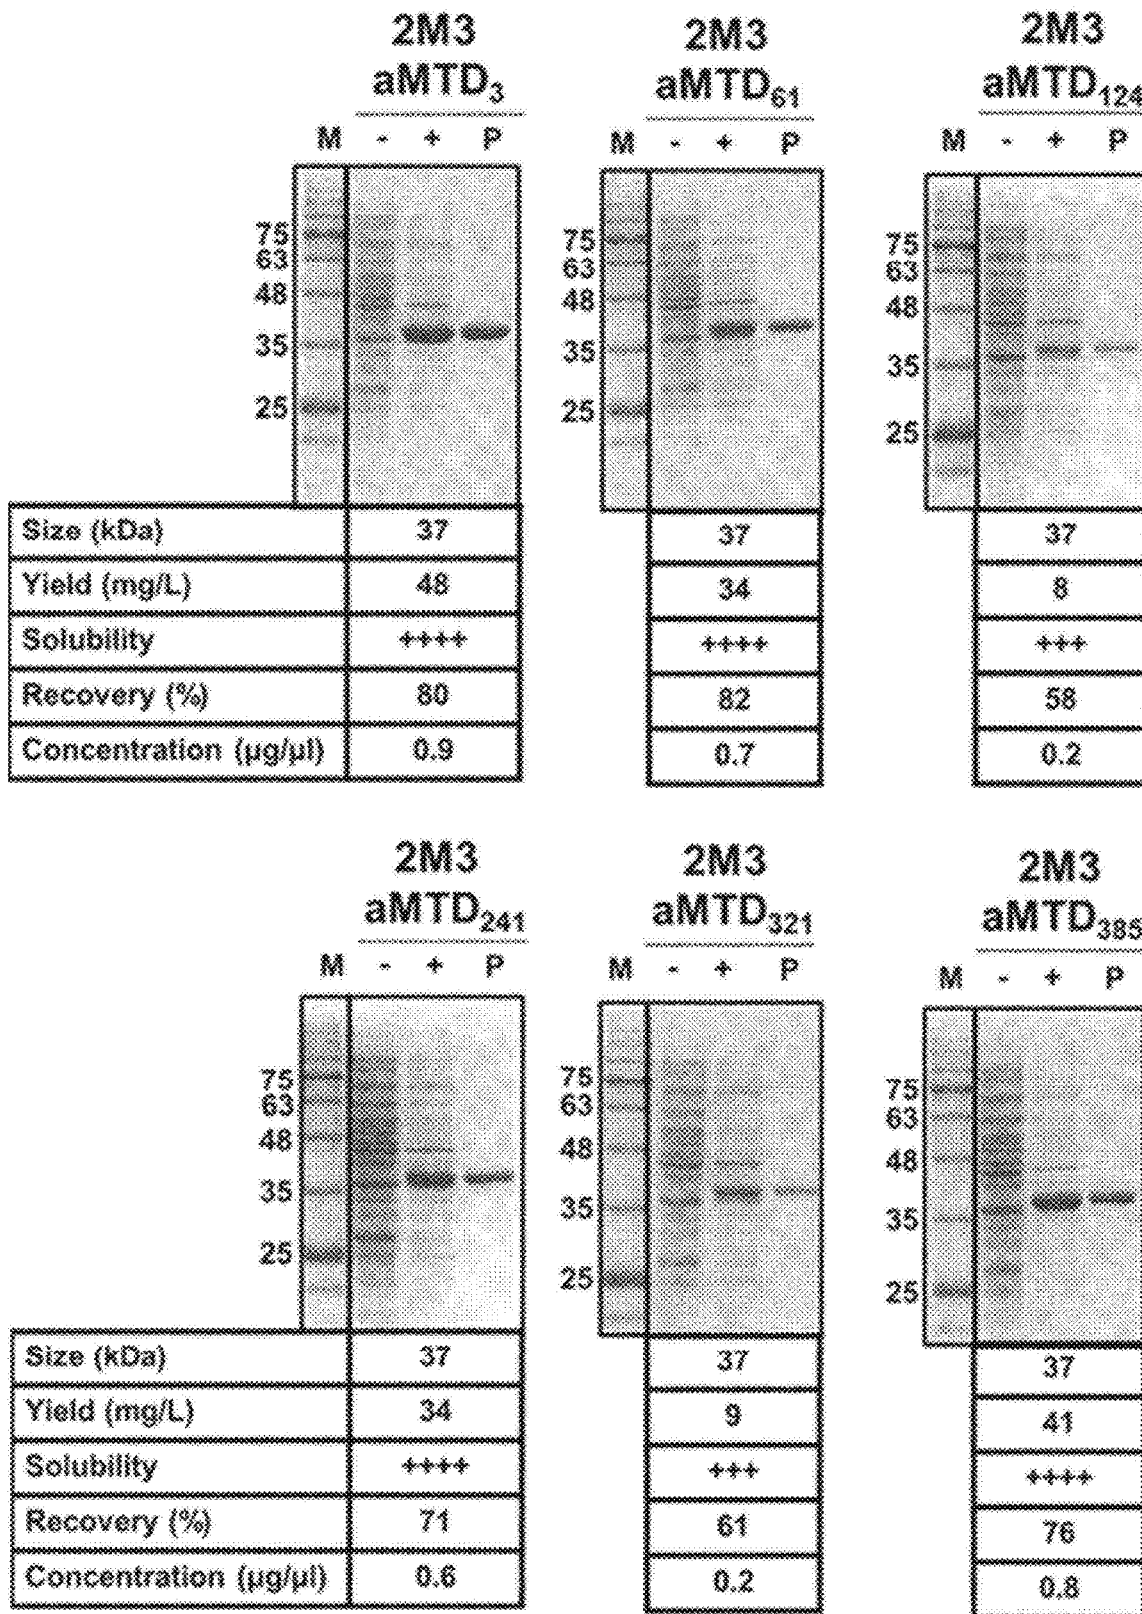 2M3 2M3 2M3
aMTD3 aMTD61 aMTD124
M - + P M - + P M - + P
75 75 75
63 63 63
48 48 48
35 35 35
25 25 25
Size (kDa) 37 37 37
Yield (mg/L) 48 34 8
Solubility ++++ ++++ +++
Recovery (%) 80 82 58
Concentration (µg/µl) 0.9 0.7 0.2
2M3 2M3 2M3
aMTD241 aMTD321 aMTD385
M - + P M - + P M - + P
75 75 75
63 63 63
48 48 48
35 35 35
25 25 25
Size (kDa) 37 37 37
Yield (mg/L) 34 9 41
Solubility ++++ +++ ++++
Recovery (%) 71 61 76
Concentration (µg/µl) 0.6 0.2 0.8